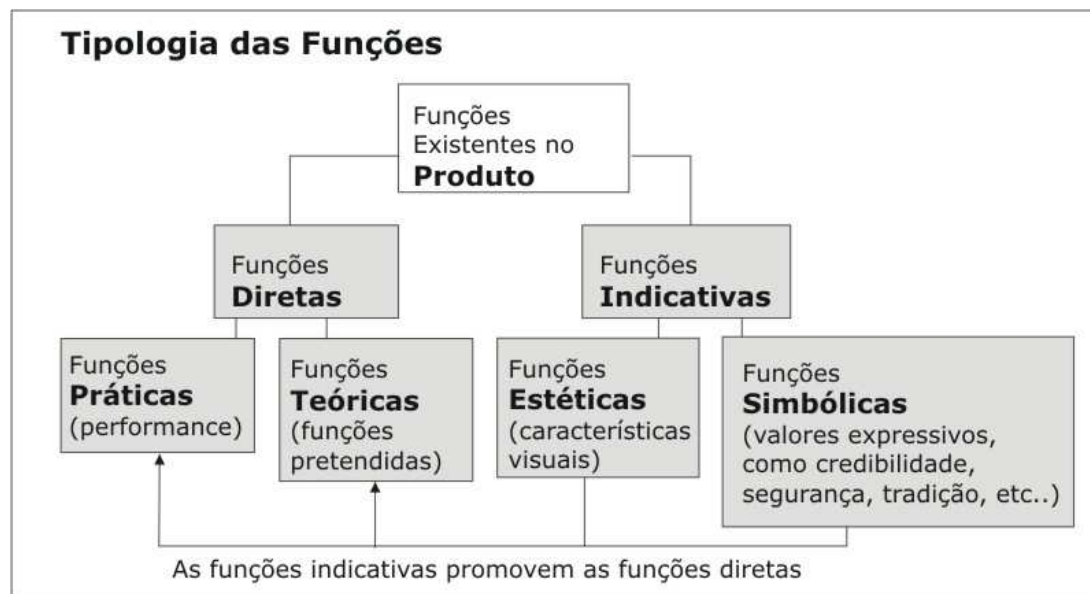 Tipologia das Funções
Funções
Existentes no
Produto
Funções
Diretas
Funções
Indicativas
Funções
Práticas
(performance)
Funções
Teóricas
(funções
pretendidas)
Funções
Estéticas
(características
visuais)
Funções
Simbólicas
(valores expressivos,
como credibilidade,
segurança, tradição, etc..)
As funções indicativas promovem as funções diretas